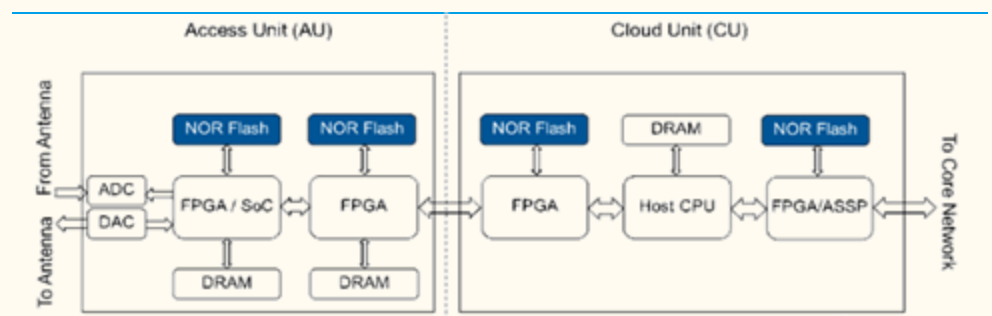 Access Unit (AU)
Cloud Unit (CU)
From Antenna
To Antenna
NOR Flash
NOR Flash
NOR Flash
DRAM
NOR Flash
ADC
DAC
FPGA / SoC
FPGA
FPGA
Host CPU
FPGA/ASSP
DRAM
DRAM
To Core Network